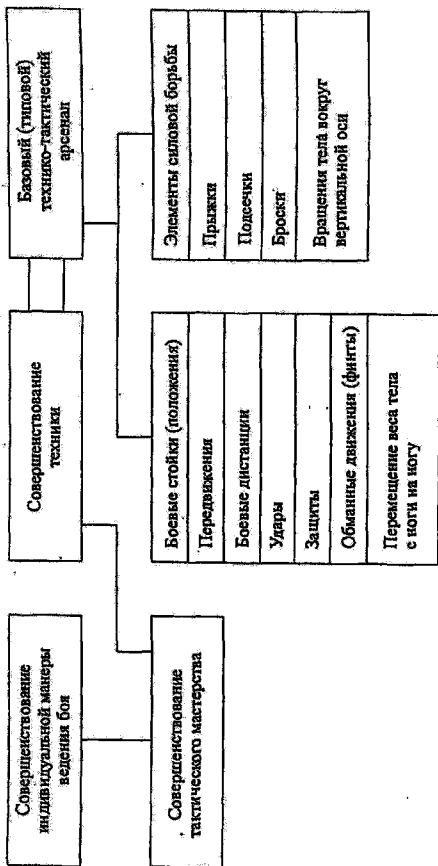 Совершенствование
индивидуальной манеры
ведения боя
Совершенствование
техники
Базовый (типовой)
технико-тактический
арсенал
Совершенствование
тактического мастерства
Боевые стойки (положения)
Передвижения
Боевые дистанции
Удары
Защиты
Обманные движения (финты)
Перемещение веса тела
с ноги на ногу
Элементы силовой борьбы
Прыжки
Подсечки
Броски
Вращения тела вокруг
вертикальной оси